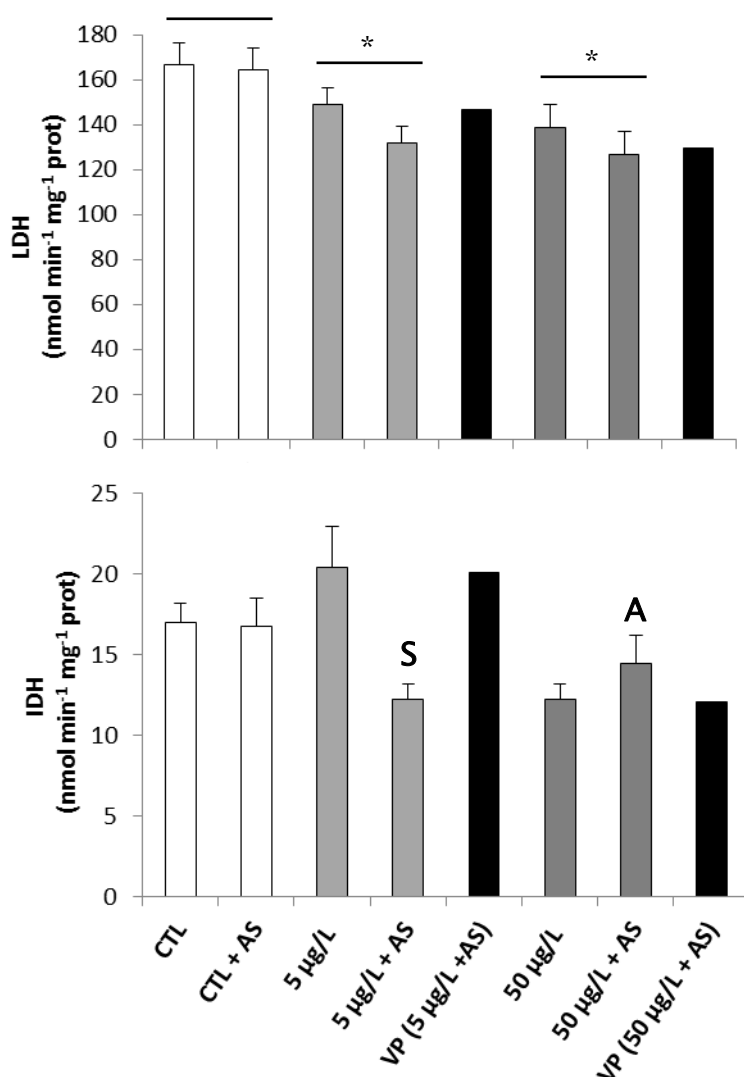 180
160
140
120
100
80
60
40
20
0
LDH
(nmol min⁻¹ mg⁻¹ prot)
*
*
25
20
15
10
5
0
IDH
(nmol min⁻¹ mg⁻¹ prot)
S
A
CTL
CTL + AS
5 µg/L
5 µg/L + AS
VP (5 µg/L +AS)
50 µg/L
50 µg/L + AS
VP (50 µg/L + AS)